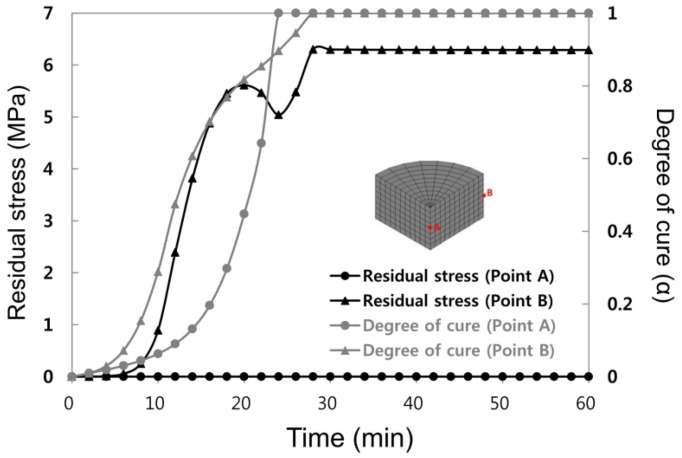 7
6
5
4
3
2
1
0
Residual stress (MPa)
1
0.8
0.6
0.4
0.2
0
Degree of cure (α)
B
A
Residual stress (Point A)
Residual stress (Point B)
Degree of cure (Point A)
Degree of cure (Point B)
0 10 20 30 40 50 60
Time (min)